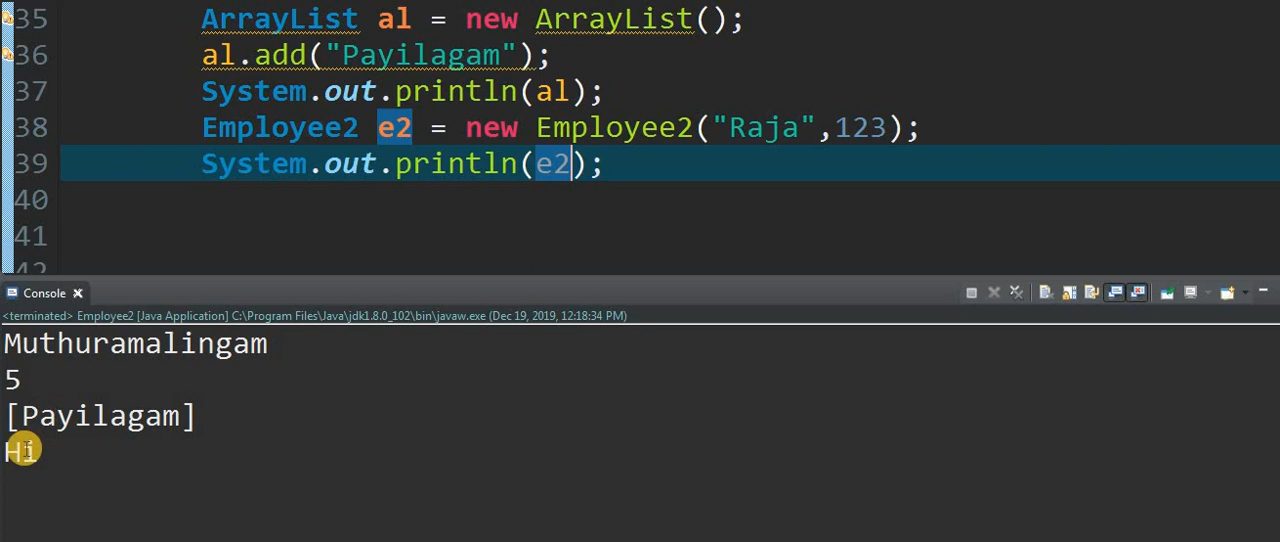 35 ArrayList al = new ArrayList();
36 al.add("Payilagam");
37 System.out.println(al);
38 Employee2 e2 = new Employee2("Raja",123);
39 System.out.println(e2);
40
41
42
Console
<terminated> Employee2 [Java Application] C:\Program Files\Java\jdk1.8.0_102\bin\javaw.exe (Dec 19, 2019, 12:18:34 PM)
Muthuramalingam
5
[Payilagam]
Hi